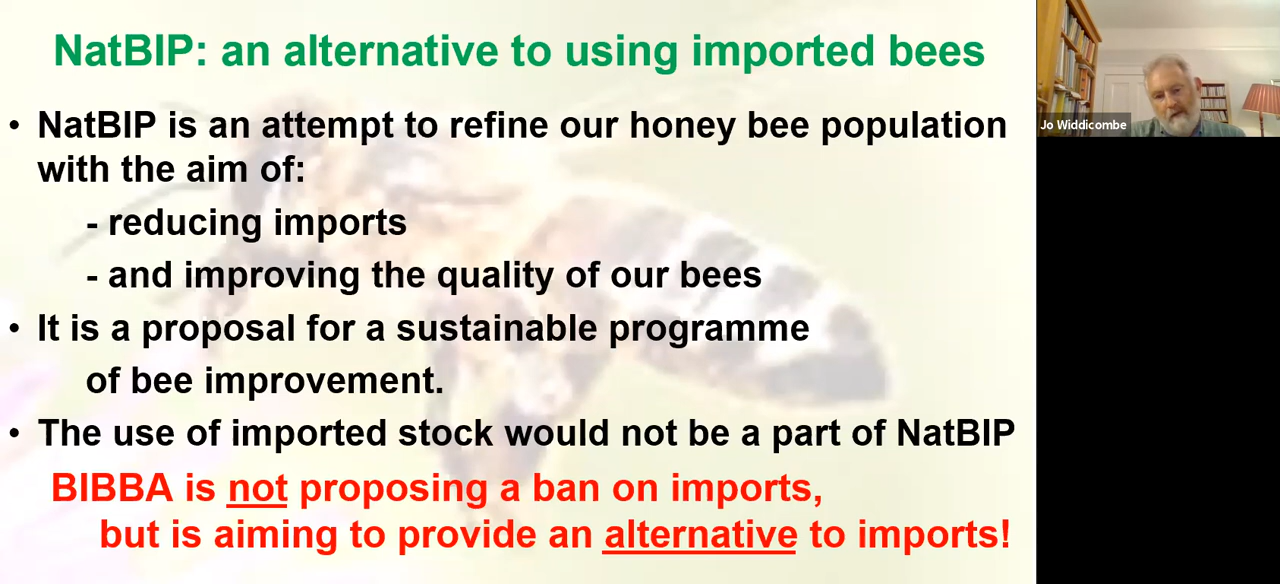 NatBIP: an alternative to using imported bees
• NatBIP is an attempt to refine our honey bee population
with the aim of:
- reducing imports
- and improving the quality of our bees
• It is a proposal for a sustainable programme
of bee improvement.
• The use of imported stock would not be a part of NatBIP
BIBBA is not proposing a ban on imports,
but is aiming to provide an alternative to imports!
Jo Widdicombe